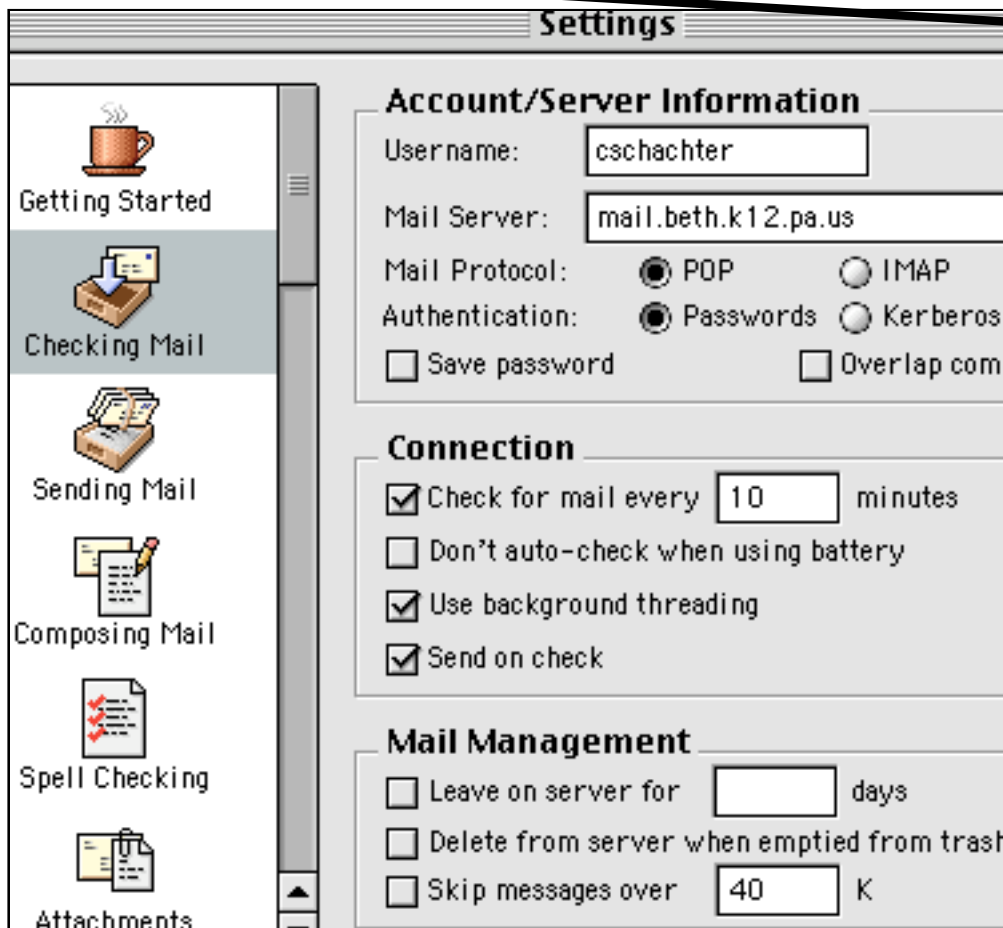 Settings
Getting Started
Checking Mail
Sending Mail
Composing Mail
Spell Checking
Attachments
Account/Server Information
Username: cschachter
Mail Server: mail.beth.k12.pa.us
Mail Protocol: POP IMAP
Authentication: Passwords Kerberos
Save password Overlap com
Connection
Check for mail every 10 minutes
Don't auto-check when using battery
Use background threading
Send on check
Mail Management
Leave on server for days
Delete from server when emptied from trash
Skip messages over 40 K